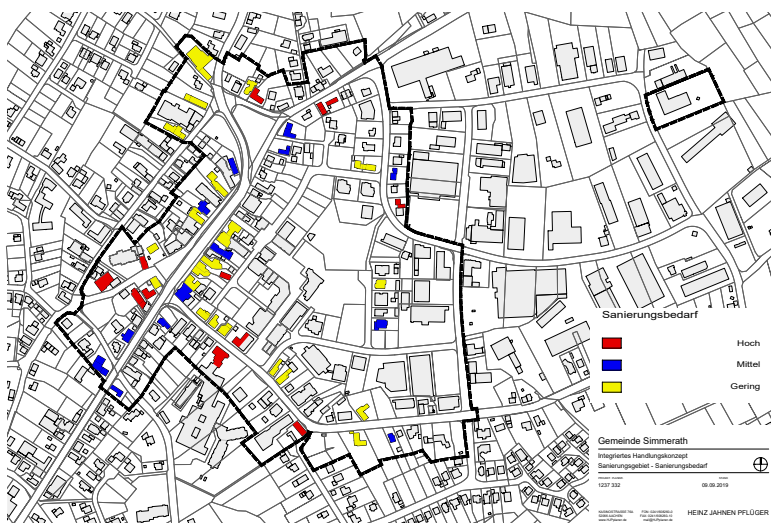 Sanierungsbedarf
Hoch
Mittel
Gering
Gemeinde Simmerath
Integriertes Handlungskonzept
Sanierungsgebiet - Sanierungsbedarf
1237 332
09.09.2019
HEINZ JAHNEN PFLÜGER